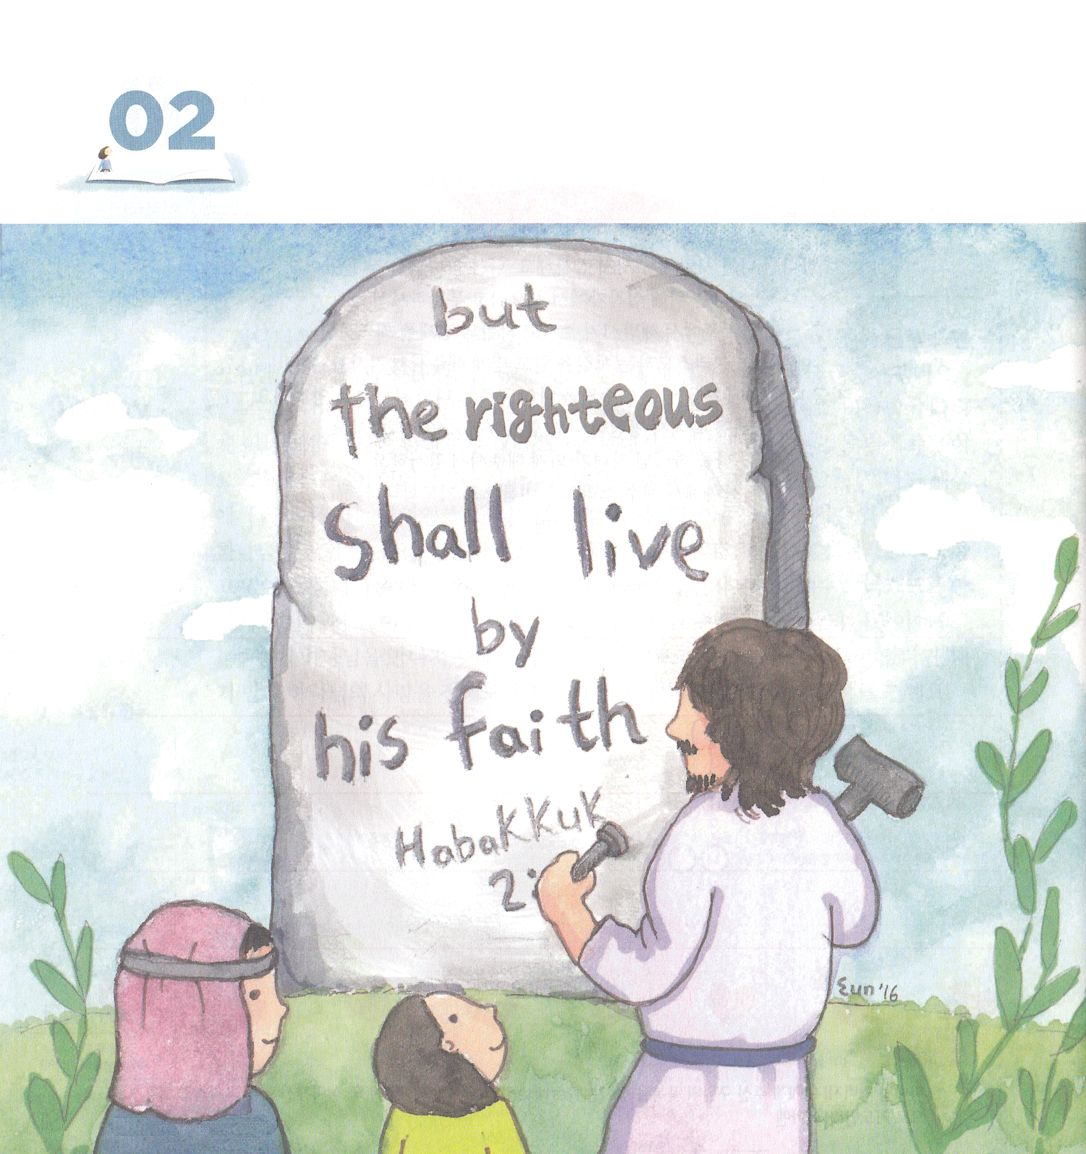 02
but
the righteous
shall live
by
his faith
Habakkuk
2:
Eun '16